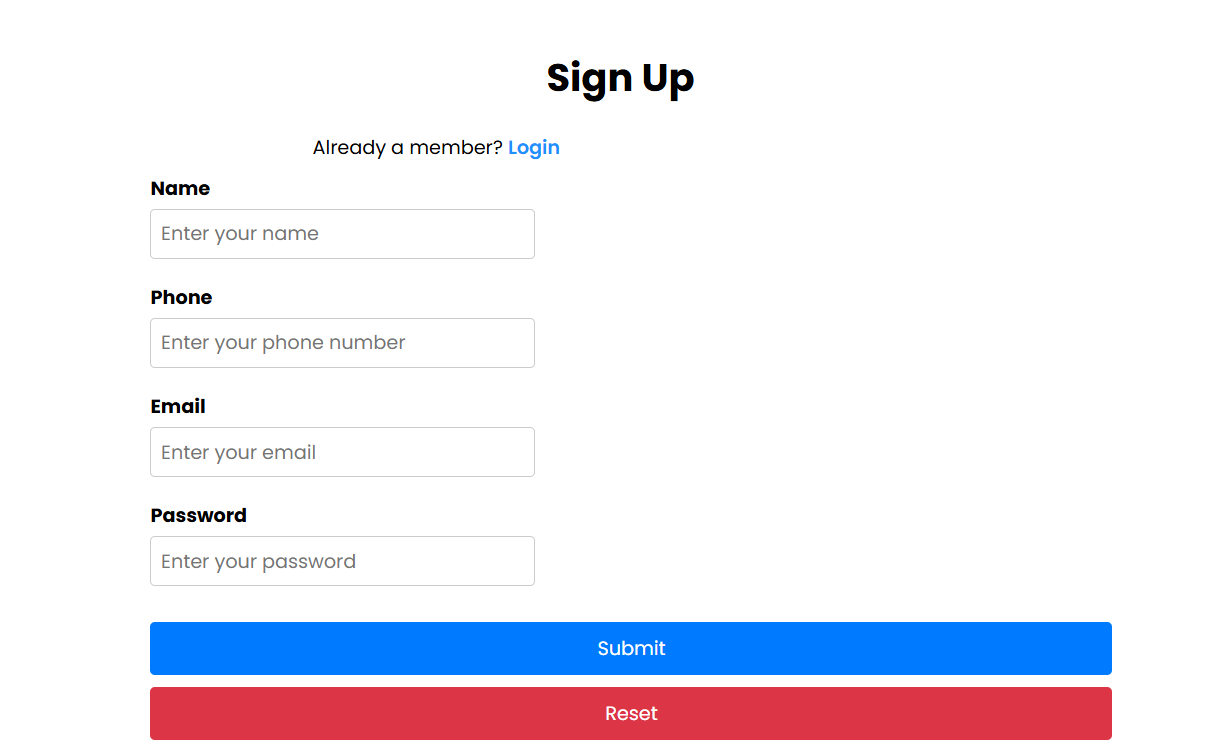 Sign Up
Already a member? Login
Name
Enter your name
Phone
Enter your phone number
Email
Enter your email
Password
Enter your password
Submit
Reset